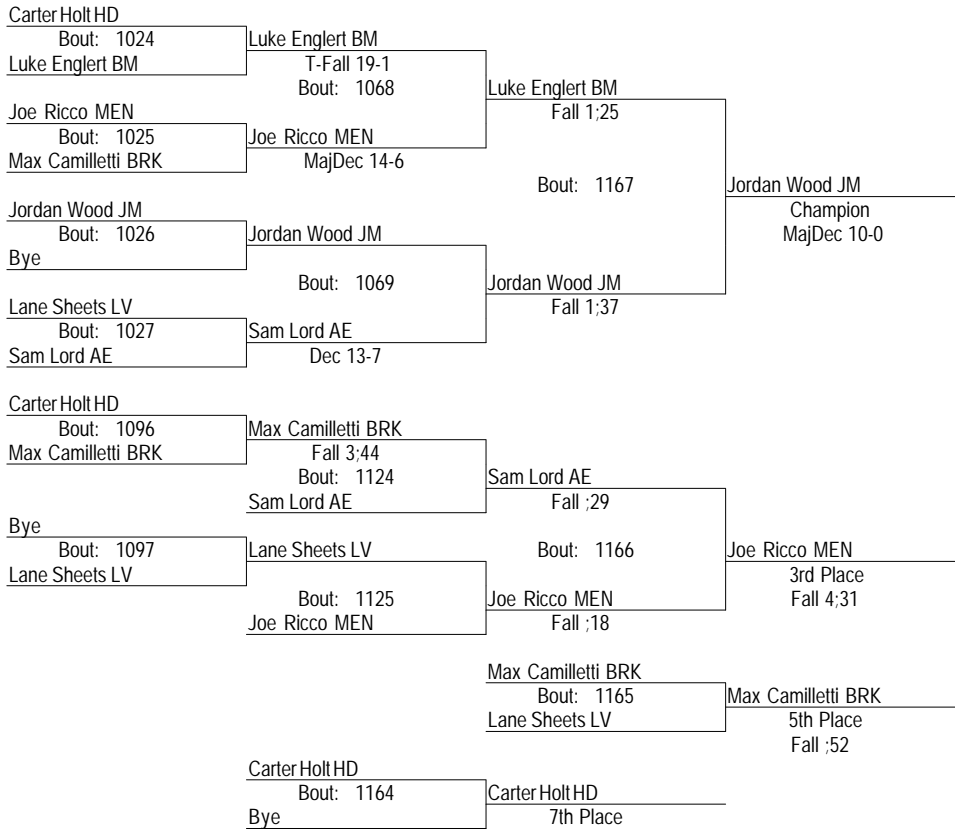 Carter Holt HD
Bout: 1024
Luke Englert BM
Luke Englert BM
T-Fall 19-1
Bout: 1068
Luke Englert BM
Fall 1;25
Joe Ricco MEN
Bout: 1025
Joe Ricco MEN
Max Camilletti BRK
MajDec 14-6
Bout: 1167
Jordan Wood JM
Champion
MajDec 10-0
Jordan Wood JM
Bout: 1026
Jordan Wood JM
Bye
Bout: 1069
Jordan Wood JM
Fall 1;37
Lane Sheets LV
Bout: 1027
Sam Lord AE
Sam Lord AE
Dec 13-7
Carter Holt HD
Bout: 1096
Max Camilletti BRK
Max Camilletti BRK
Fall 3;44
Bout: 1124
Sam Lord AE
Sam Lord AE
Fall ;29
Bye
Bout: 1097
Lane Sheets LV
Lane Sheets LV
Bout: 1166
Joe Ricco MEN
3rd Place
Fall 4;31
Bout: 1125
Joe Ricco MEN
Joe Ricco MEN
Fall ;18
Max Camilletti BRK
Bout: 1165
Max Camilletti BRK
Lane Sheets LV
5th Place
Fall ;52
Carter Holt HD
Bout: 1164
Carter Holt HD
Bye
7th Place